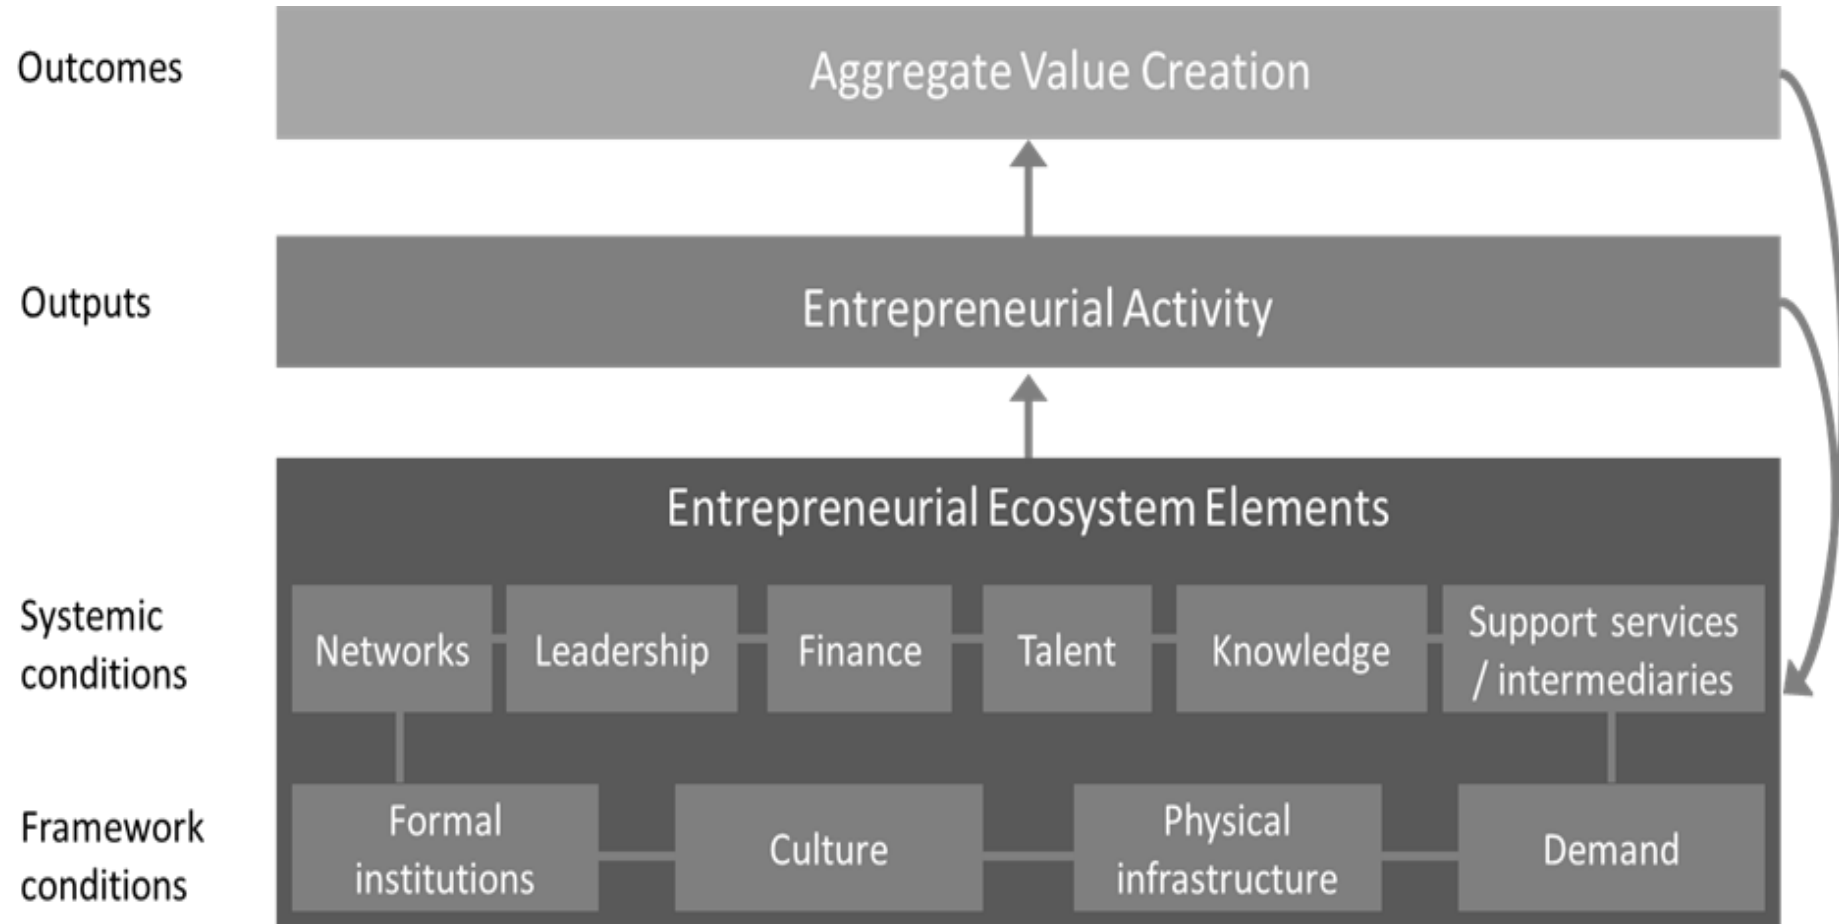 Outcomes
Aggregate Value Creation
Outputs
Entrepreneurial Activity
Entrepreneurial Ecosystem Elements
Systemic
conditions
Networks
Leadership
Finance
Talent
Knowledge
Support services
/ intermediaries
Framework
conditions
Formal
institutions
Culture
Physical
infrastructure
Demand